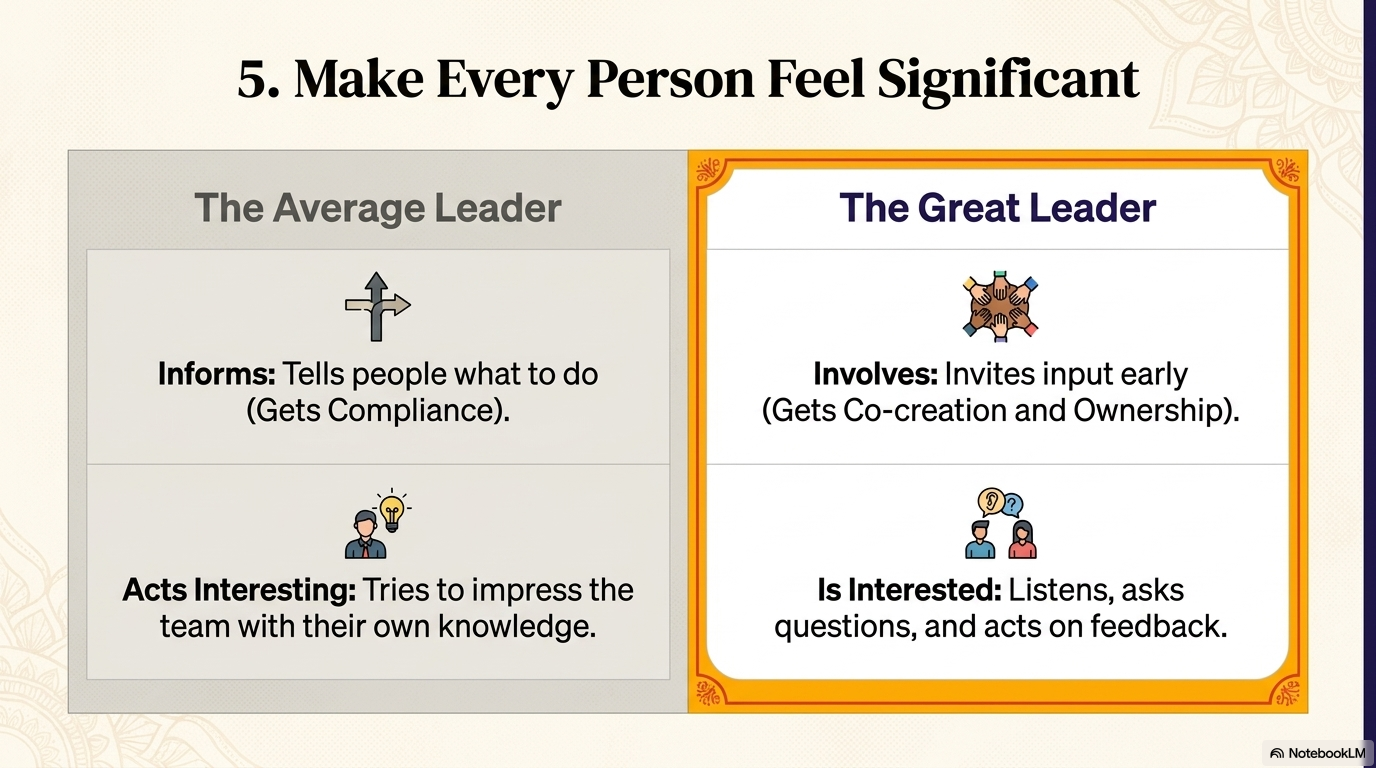 5. Make Every Person Feel Significant
The Average Leader
Informs: Tells people what to do
(Gets Compliance).
Acts Interesting: Tries to impress the
team with their own knowledge.
The Great Leader
Involves: Invites input early
(Gets Co-creation and Ownership).
?
Is Interested: Listens, asks
questions, and acts on feedback.
NotebookLM